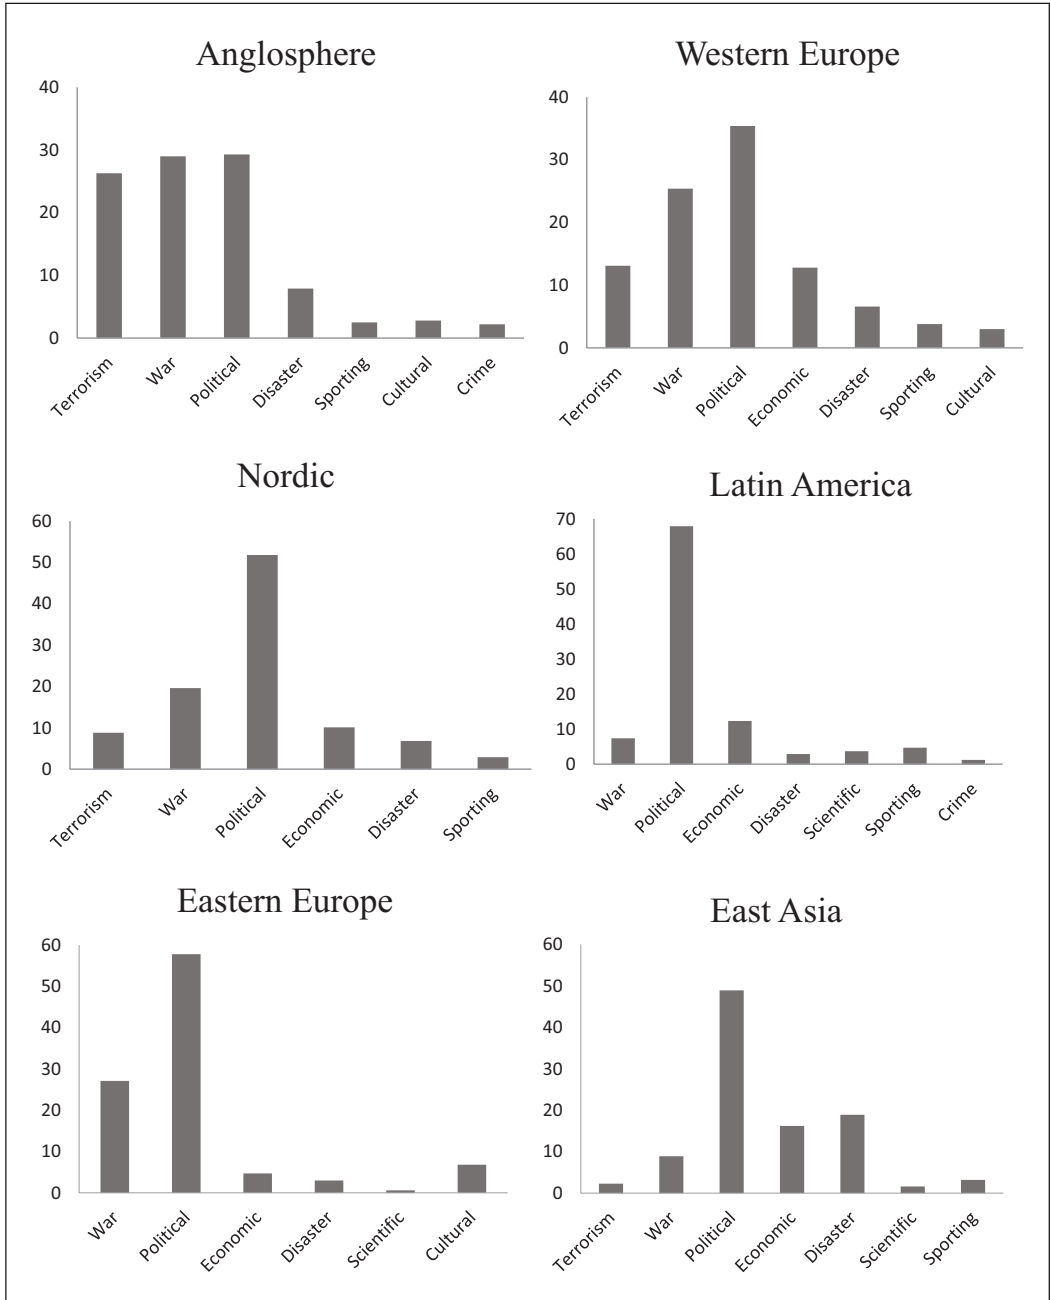 Anglosphere
40
30
20
10
0
Terrorism
War
Political
Disaster
Sporting
Cultural
Crime
Western Europe
40
30
20
10
0
Terrorism
War
Political
Economic
Disaster
Sporting
Cultural
Nordic
60
50
40
30
20
10
0
Terrorism
War
Political
Economic
Disaster
Sporting
Latin America
70
60
50
40
30
20
10
0
War
Political
Economic
Disaster
Scientific
Sporting
Crime
Eastern Europe
60
50
40
30
20
10
0
War
Political
Economic
Disaster
Scientific
Cultural
East Asia
60
50
40
30
20
10
0
Terrorism
War
Political
Economic
Disaster
Scientific
Sporting